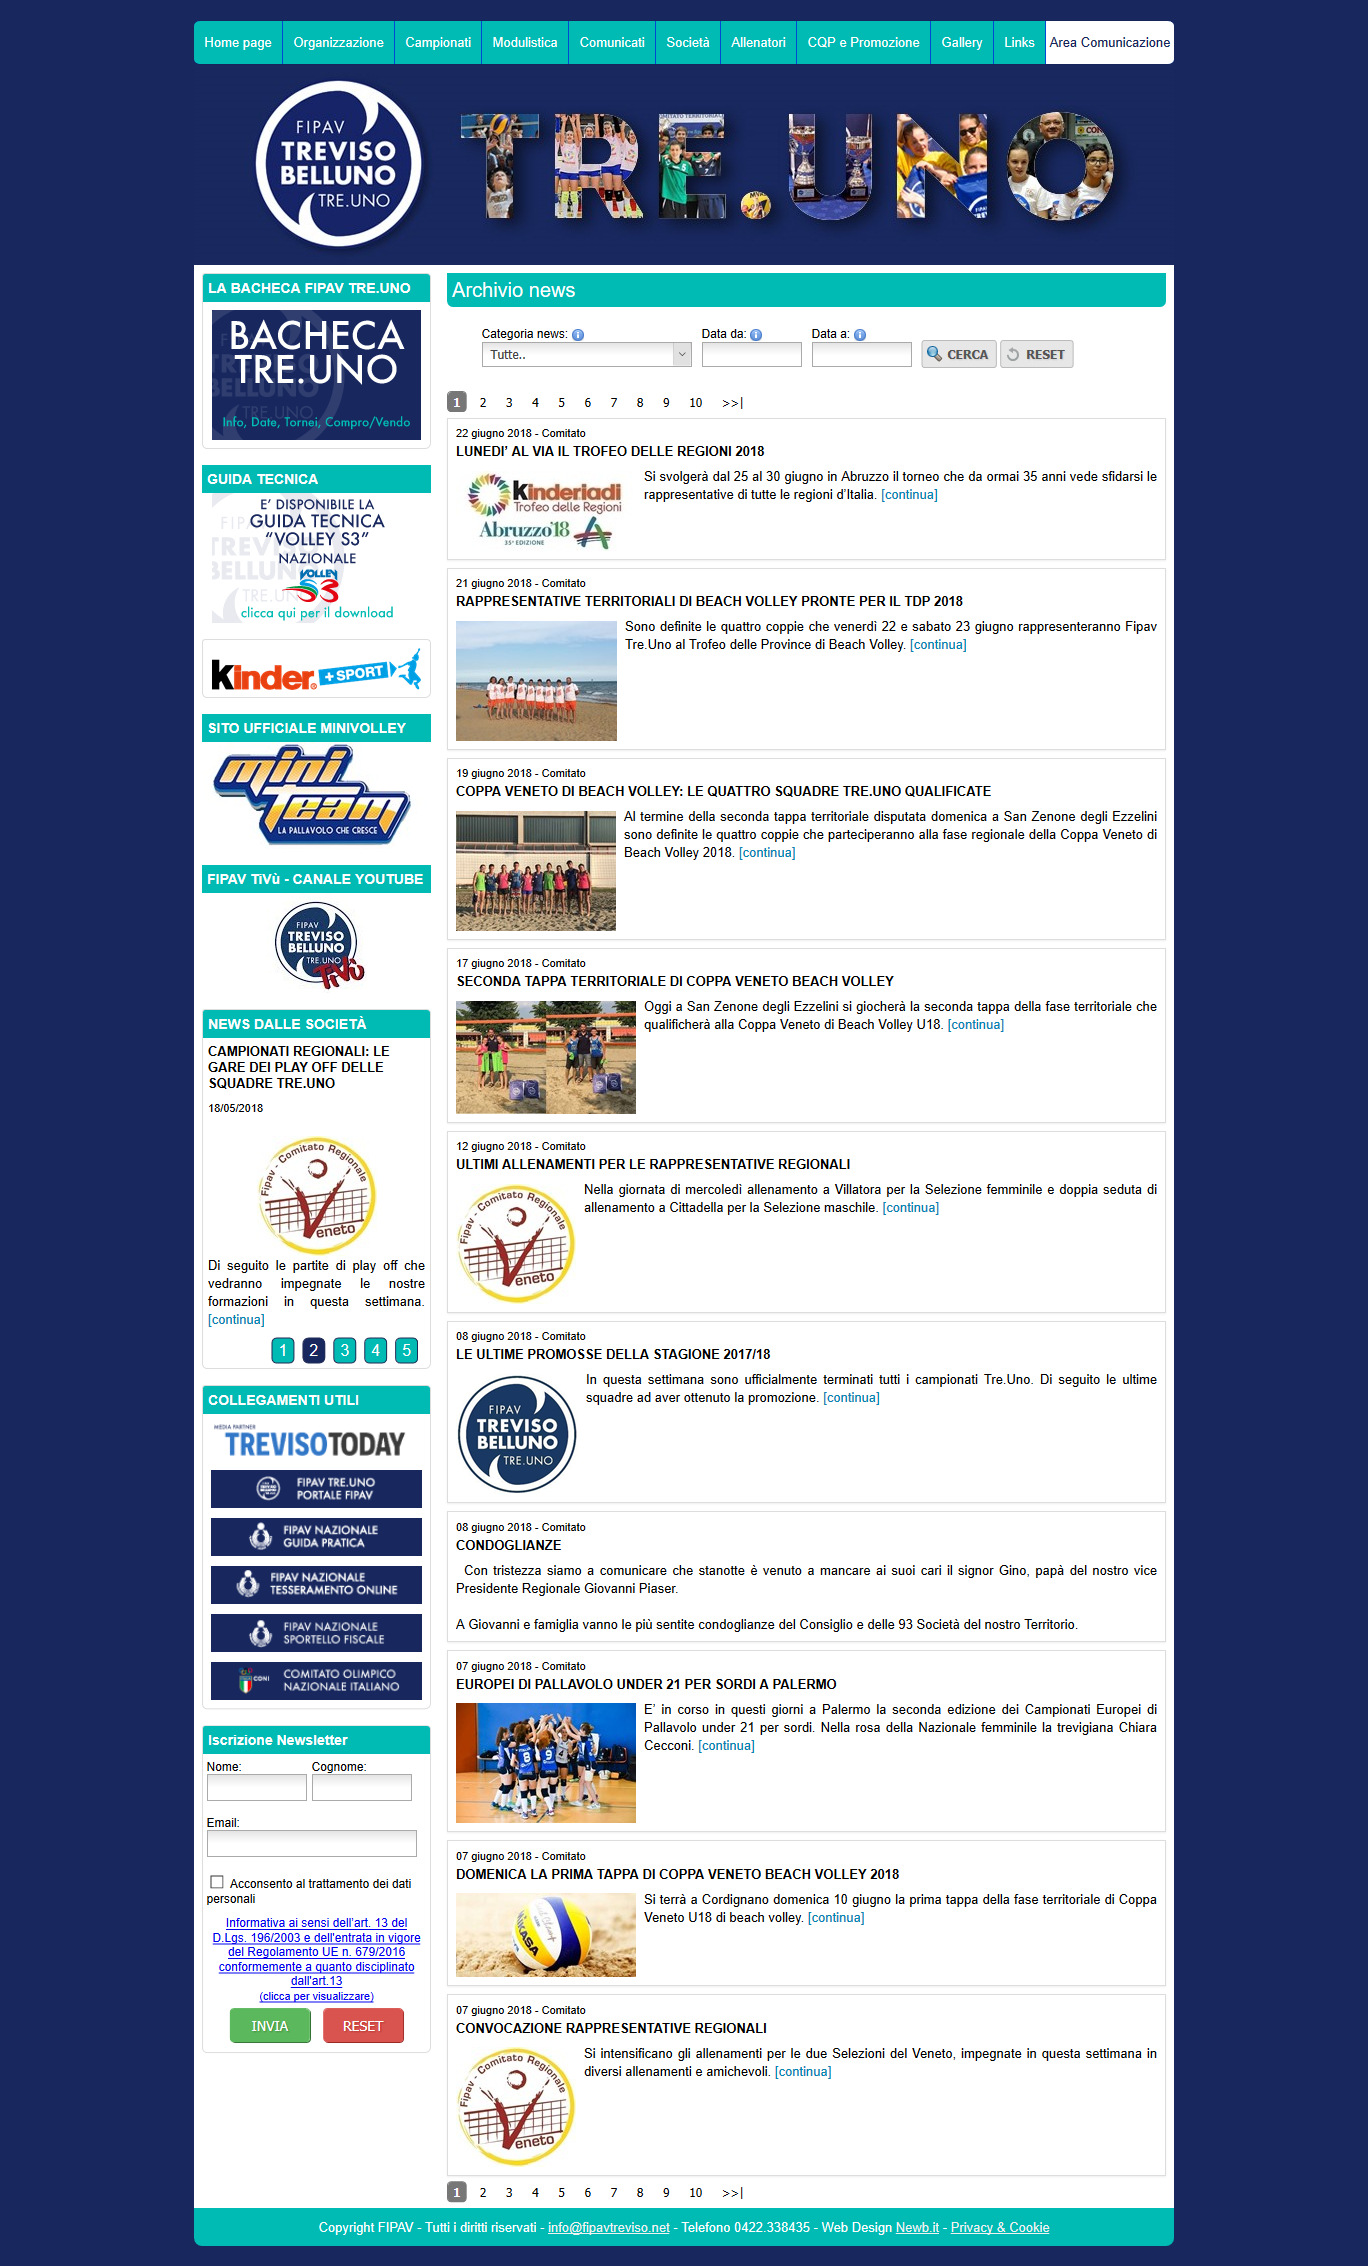 Home page Organizzazione Campionati Modulistica Comunicati Società Allenatori CQP e Promozione Gallery Links Area Comunicazione
FIPAV
TREVISO
BELLUNO
TRE.UNO
TRE.UNO
LA BACHECA FIPAV TRE.UNO
BACHECA
TRE.UNO
Info, Date, Tornei, Compro/Vendo
GUIDA TECNICA
E' DISPONIBILE LA
GUIDA TECNICA
"VOLLEY S3"
NAZIONALE
VOLLEY
S3
clicca qui per il download
Kinder +SPORT
SITO UFFICIALE MINIVOLLEY
mini
Team
LA PALLAVOLO CHE CRESCE
FIPAV TiVù - CANALE YOUTUBE
FIPAV
TREVISO
BELLUNO
TRE.UNO
TiVù
NEWS DALLE SOCIETÀ
CAMPIONATI REGIONALI: LE
GARE DEI PLAY OFF DELLE
SQUADRE TRE.UNO
18/05/2018
Fipav - Comitato Regionale
Veneto
Di seguito le partite di play off che
vedranno impegnate le nostre
formazioni in questa settimana.
[continua]
1 2 3 4 5
COLLEGAMENTI UTILI
MEDIA PARTNER
TREVISOTODAY
FIPAV TRE.UNO
PORTALE FIPAV
FIPAV NAZIONALE
GUIDA PRATICA
FIPAV NAZIONALE
TESSERAMENTO ONLINE
FIPAV NAZIONALE
SPORTELLO FISCALE
CONI
COMITATO OLIMPICO
NAZIONALE ITALIANO
Iscrizione Newsletter
Nome: Cognome:
Email:
Acconsento al trattamento dei dati
personali
Informativa ai sensi dell'art. 13 del
D.Lgs. 196/2003 e dell'entrata in vigore
del Regolamento UE n. 679/2016
conformemente a quanto disciplinato
dall'art.13
(clicca per visualizzare)
INVIA RESET
Archivio news
Categoria news: Data da: Data a:
Tutte.. CERCA RESET
1 2 3 4 5 6 7 8 9 10 >>|
22 giugno 2018 - Comitato
LUNEDI' AL VIA IL TROFEO DELLE REGIONI 2018
Kinderiadi
Trofeo delle Regioni
Abruzzo'18
35ª EDIZIONE
Si svolgerà dal 25 al 30 giugno in Abruzzo il torneo che da ormai 35 anni vede sfidarsi le
rappresentative di tutte le regioni d'Italia. [continua]
21 giugno 2018 - Comitato
RAPPRESENTATIVE TERRITORIALI DI BEACH VOLLEY PRONTE PER IL TDP 2018
Sono definite le quattro coppie che venerdì 22 e sabato 23 giugno rappresenteranno Fipav
Tre.Uno al Trofeo delle Province di Beach Volley. [continua]
19 giugno 2018 - Comitato
COPPA VENETO DI BEACH VOLLEY: LE QUATTRO SQUADRE TRE.UNO QUALIFICATE
Al termine della seconda tappa territoriale disputata domenica a San Zenone degli Ezzelini
sono definite le quattro coppie che parteciperanno alla fase regionale della Coppa Veneto di
Beach Volley 2018. [continua]
17 giugno 2018 - Comitato
SECONDA TAPPA TERRITORIALE DI COPPA VENETO BEACH VOLLEY
Oggi a San Zenone degli Ezzelini si giocherà la seconda tappa della fase territoriale che
qualificherà alla Coppa Veneto di Beach Volley U18. [continua]
12 giugno 2018 - Comitato
ULTIMI ALLENAMENTI PER LE RAPPRESENTATIVE REGIONALI
Fipav - Comitato Regionale
Veneto
Nella giornata di mercoledì allenamento a Villatora per la Selezione femminile e doppia seduta di
allenamento a Cittadella per la Selezione maschile. [continua]
08 giugno 2018 - Comitato
LE ULTIME PROMOSSE DELLA STAGIONE 2017/18
FIPAV
TREVISO
BELLUNO
TRE.UNO
In questa settimana sono ufficialmente terminati tutti i campionati Tre.Uno. Di seguito le ultime
squadre ad aver ottenuto la promozione. [continua]
08 giugno 2018 - Comitato
CONDOGLIANZE
Con tristezza siamo a comunicare che stanotte è venuto a mancare ai suoi cari il signor Gino, papà del nostro vice
Presidente Regionale Giovanni Piaser.
A Giovanni e famiglia vanno le più sentite condoglianze del Consiglio e delle 93 Società del nostro Territorio.
07 giugno 2018 - Comitato
EUROPEI DI PALLAVOLO UNDER 21 PER SORDI A PALERMO
E' in corso in questi giorni a Palermo la seconda edizione dei Campionati Europei di
Pallavolo under 21 per sordi. Nella rosa della Nazionale femminile la trevigiana Chiara
Cecconi. [continua]
07 giugno 2018 - Comitato
DOMENICA LA PRIMA TAPPA DI COPPA VENETO BEACH VOLLEY 2018
MIKASA
Si terrà a Cordignano domenica 10 giugno la prima tappa della fase territoriale di Coppa
Veneto U18 di beach volley. [continua]
07 giugno 2018 - Comitato
CONVOCAZIONE RAPPRESENTATIVE REGIONALI
Fipav - Comitato Regionale
Veneto
Si intensificano gli allenamenti per le due Selezioni del Veneto, impegnate in questa settimana in
diversi allenamenti e amichevoli. [continua]
1 2 3 4 5 6 7 8 9 10 >>|
Copyright FIPAV - Tutti i diritti riservati - info@fipavtreviso.net - Telefono 0422.338435 - Web Design Newb.it - Privacy & Cookie